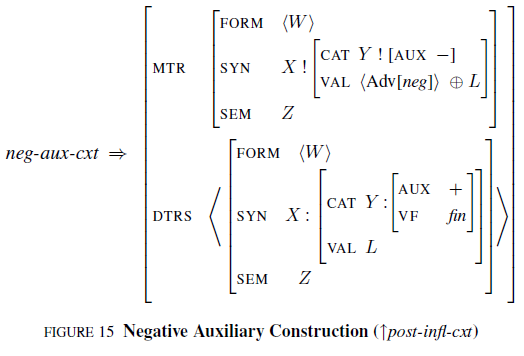 FORM ⟨W⟩
MTR SYN X ! [CAT Y ! [AUX −]
VAL ⟨Adv[neg]⟩ ⊕ L]
SEM Z
neg-aux-cxt ⇒
FORM ⟨W⟩
DTRS ⟨ SYN X : [CAT Y : [AUX +
VF fin]
VAL L] ⟩
SEM Z
FIGURE 15 Negative Auxiliary Construction (↑post-infl-cxt)